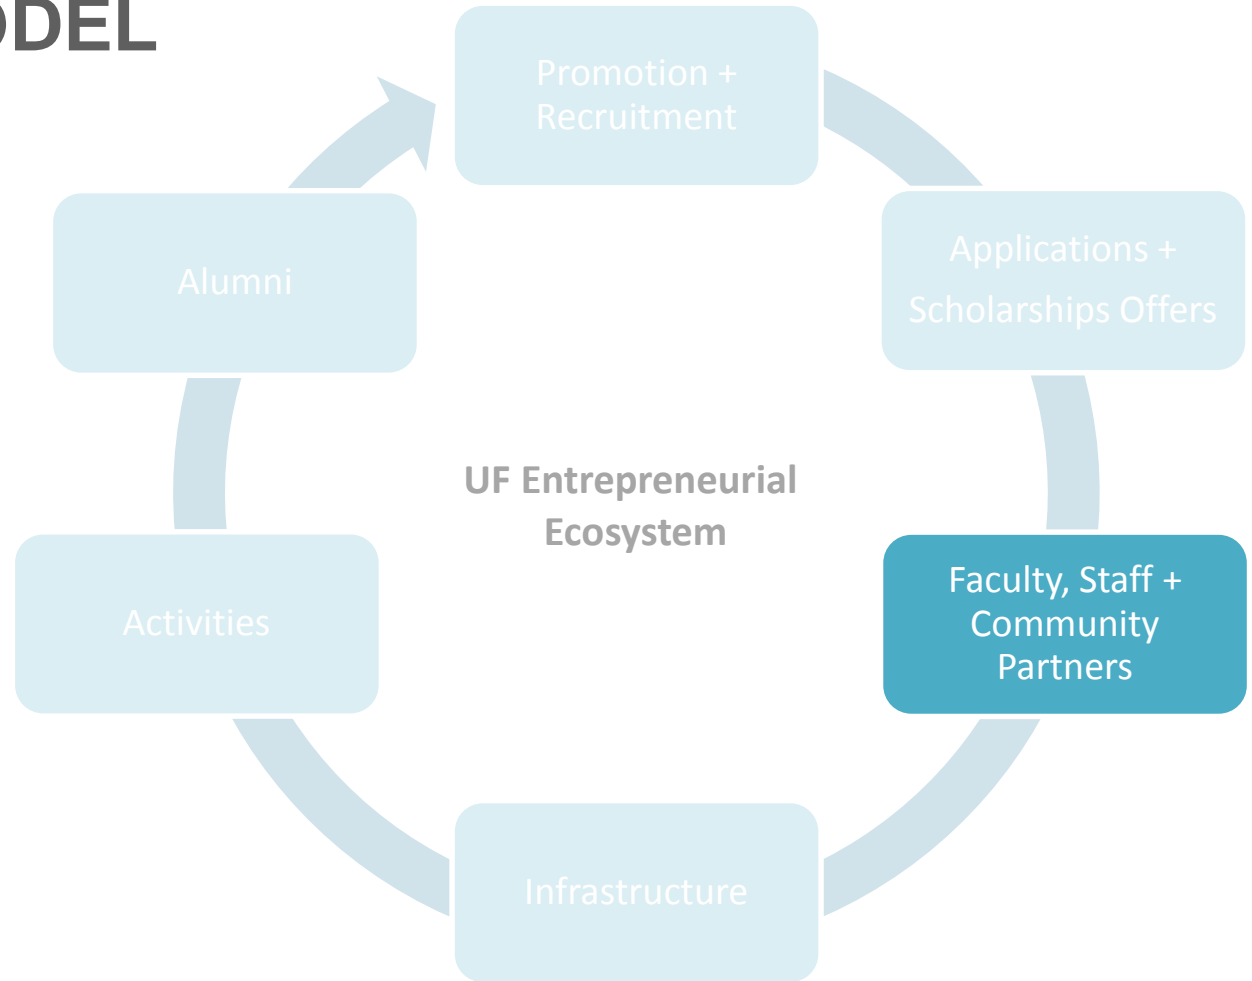 ODEL
Promotion +
Recruitment
Applications +
Scholarships Offers
Faculty, Staff +
Community
Partners
Infrastructure
Activities
Alumni
UF Entrepreneurial
Ecosystem